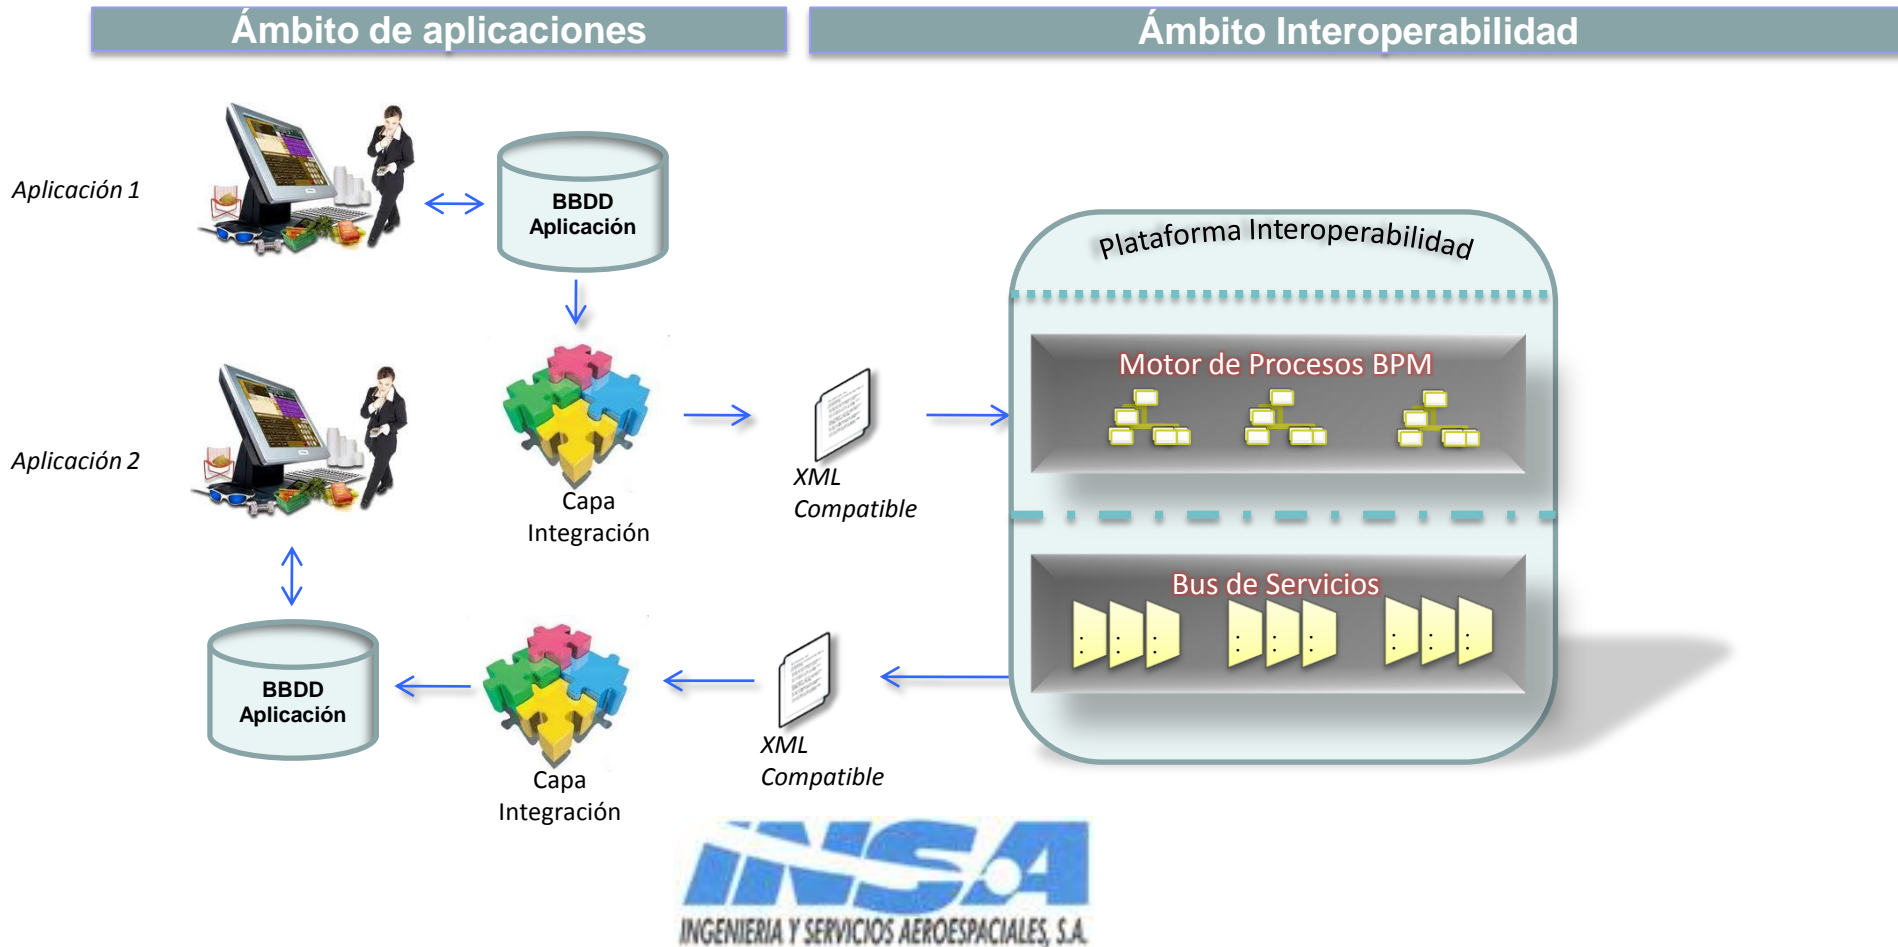 Ámbito de aplicaciones
Ámbito Interoperabilidad
Aplicación 1
BBDD
Aplicación
Plataforma Interoperabilidad
Motor de Procesos BPM
Aplicación 2
Capa
Integración
XML
Compatible
Bus de Servicios
BBDD
Aplicación
Capa
Integración
XML
Compatible
INSA
INGENIERIA Y SERVICIOS AEROESPACIALES, S.A.